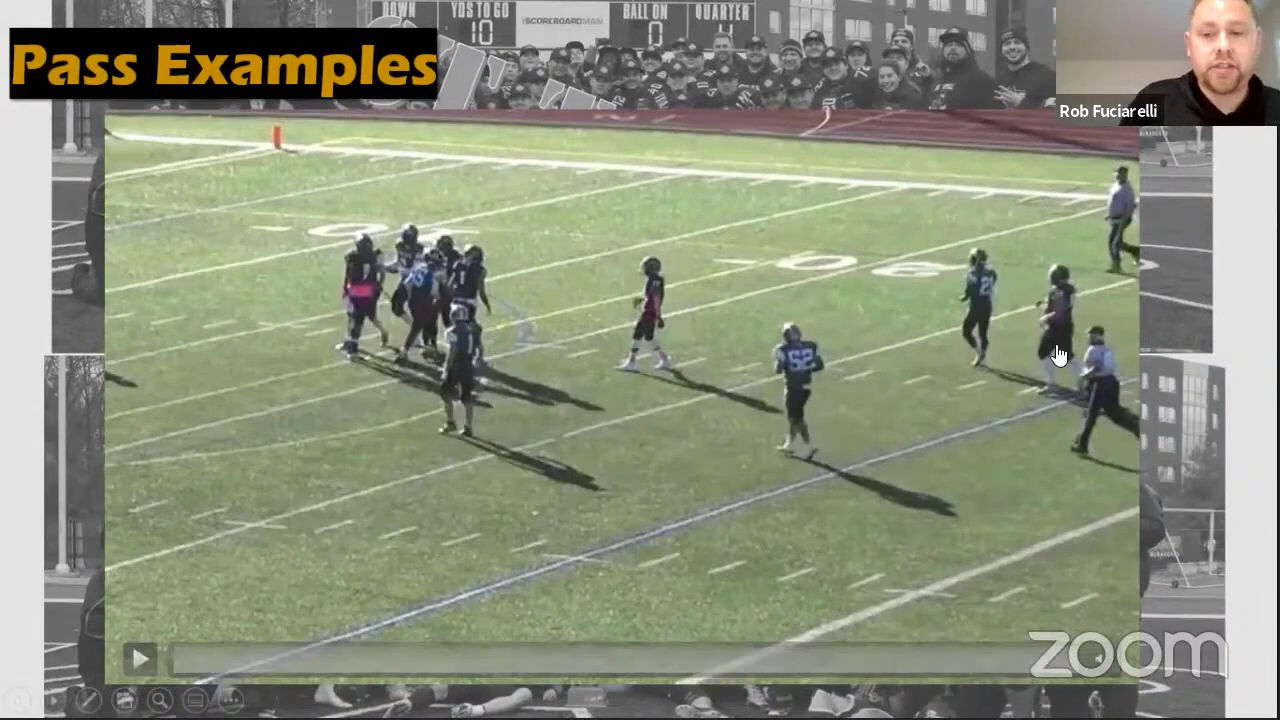 DOWN YDS TO GO BALL ON QUARTER
10 SCOREBOARDMAN 0
Pass Examples
Rob Fuciarelli
52
zoom